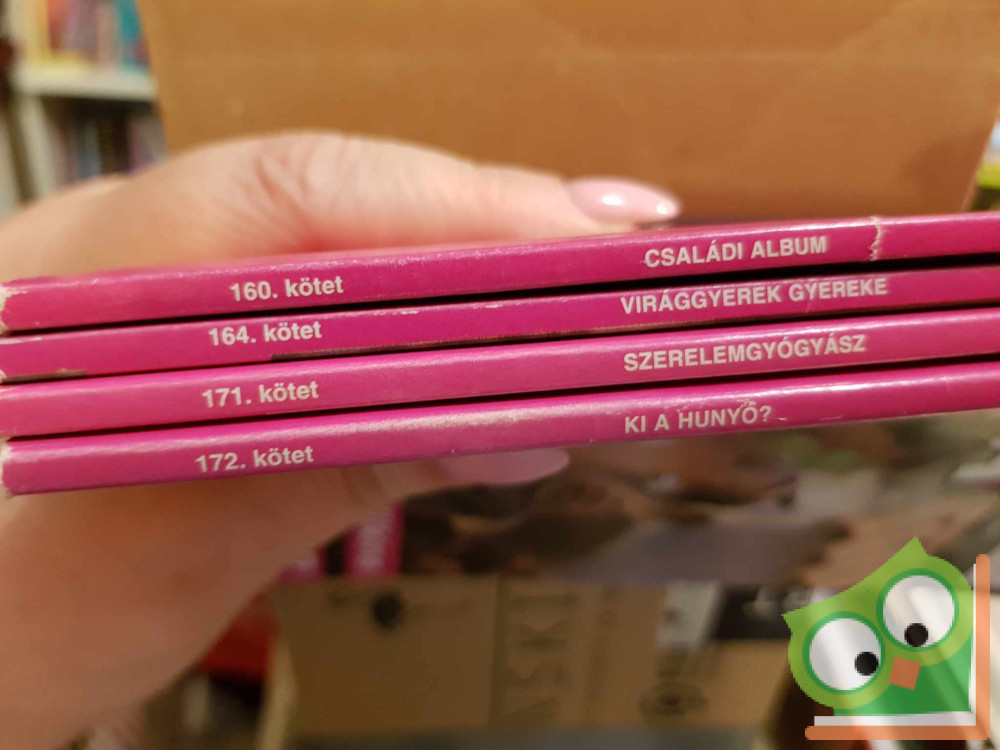 160. kötet CSALÁDI ALBUM
164. kötet VIRÁGGYEREK GYEREKE
171. kötet SZERELEMGYÓGYÁSZ
172. kötet KI A HUNYÓ?